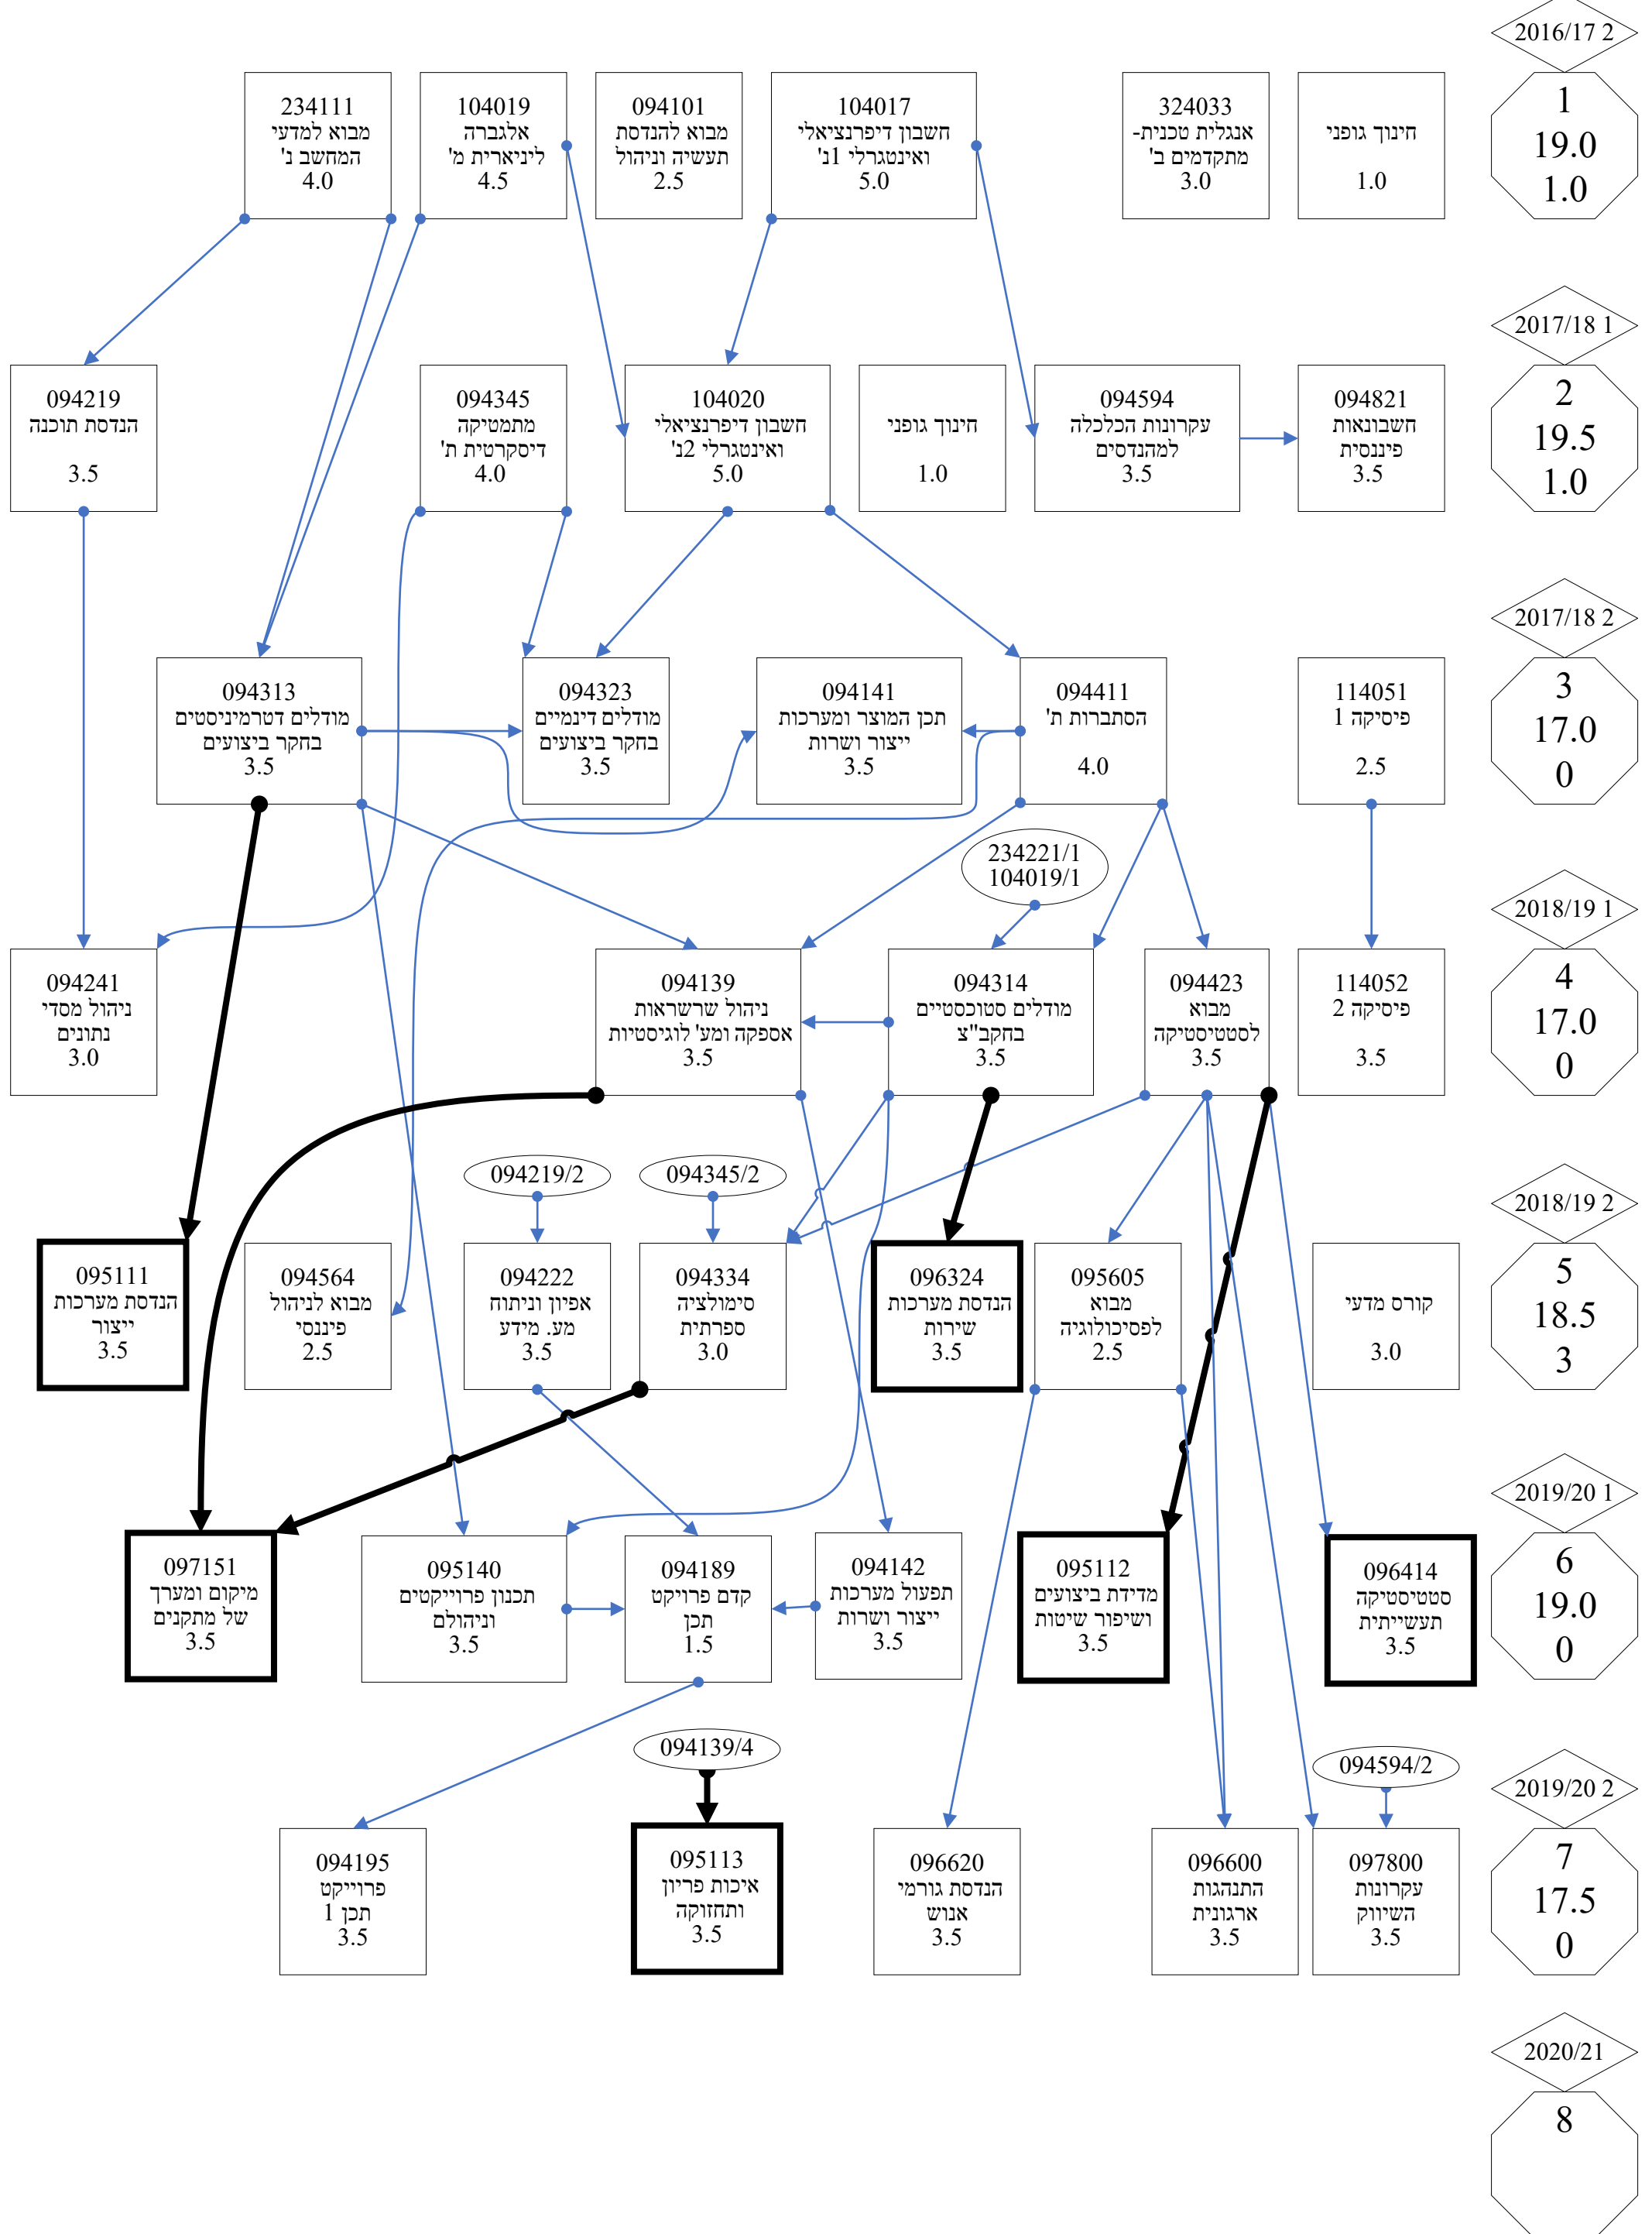 2016/17 2
1
19.0
1.0
חינוך גופני
1.0
324033
אנגלית טכנית-
מתקדמים ב'
3.0
104017
חשבון דיפרנציאלי
ואינטגרלי 1נ'
5.0
094101
מבוא להנדסת
תעשיה וניהול
2.5
104019
אלגברה
ליניארית מ'
4.5
234111
מבוא למדעי
המחשב נ'
4.0
2017/18 1
2
19.5
1.0
094821
חשבונאות
פיננסית
3.5
094594
עקרונות הכלכלה
למהנדסים
3.5
חינוך גופני
1.0
104020
חשבון דיפרנציאלי
ואינטגרלי 2נ'
5.0
094345
מתמטיקה
דיסקרטית ת'
4.0
094219
הנדסת תוכנה
3.5
2017/18 2
3
17.0
0
114051
פיסיקה 1
2.5
094411
הסתברות ת'
4.0
094141
תכן המוצר ומערכות
ייצור ושרות
3.5
094323
מודלים דינמיים
בחקר ביצועים
3.5
094313
מודלים דטרמיניסטים
בחקר ביצועים
3.5
234221/1
104019/1
2018/19 1
4
17.0
0
114052
פיסיקה 2
3.5
094423
מבוא
לסטטיסטיקה
3.5
094314
מודלים סטוכסטיים
בחקב"צ
3.5
094139
ניהול שרשראות
אספקה ומע' לוגיסטיות
3.5
094241
ניהול מסדי
נתונים
3.0
094345/2
094219/2
2018/19 2
5
18.5
3
קורס מדעי
3.0
095605
מבוא
לפסיכולוגיה
2.5
096324
הנדסת מערכות
שירות
3.5
094334
סימולציה
ספרתית
3.0
094222
אפיון וניתוח
מע. מידע
3.5
094564
מבוא לניהול
פיננסי
2.5
095111
הנדסת מערכות
ייצור
3.5
2019/20 1
6
19.0
0
096414
סטטיסטיקה
תעשייתית
3.5
095112
מדידת ביצועים
ושיפור שיטות
3.5
094142
תפעול מערכות
ייצור ושרות
3.5
094189
קדם פרויקט
תכן
1.5
095140
תכנון פרוייקטים
וניהולם
3.5
097151
מיקום ומערך
של מתקנים
3.5
094594/2
094139/4
2019/20 2
7
17.5
0
097800
עקרונות
השיווק
3.5
096600
התנהגות
ארגונית
3.5
096620
הנדסת גורמי
אנוש
3.5
095113
איכות פריון
ותחזוקה
3.5
094195
פרוייקט
תכן 1
3.5
2020/21
8